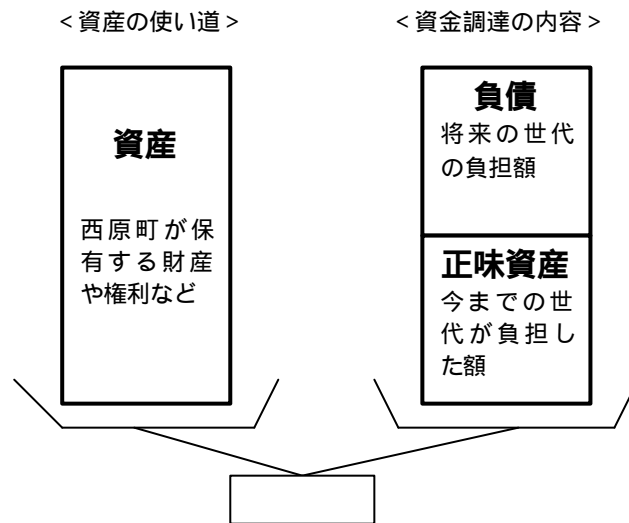 ＜資産の使い道＞
＜資金調達の内容＞
資産
西原町が保
有する財産
や権利など
負債
将来の世代
の負担額
正味資産
今までの世
代が負担し
た額